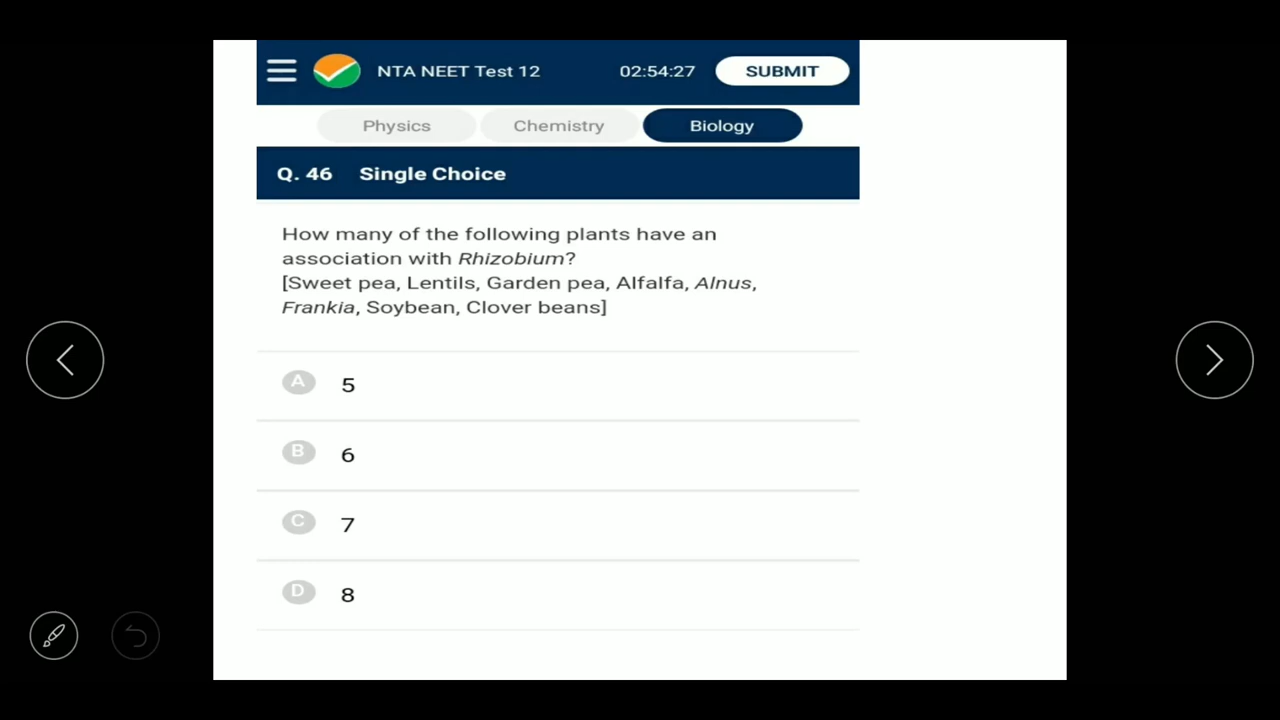 NTA NEET Test 12 02:54:27 SUBMIT
Physics Chemistry Biology
Q. 46 Single Choice
How many of the following plants have an
association with Rhizobium?
[Sweet pea, Lentils, Garden pea, Alfalfa, Alnus,
Frankia, Soybean, Clover beans]
A 5
B 6
C 7
D 8